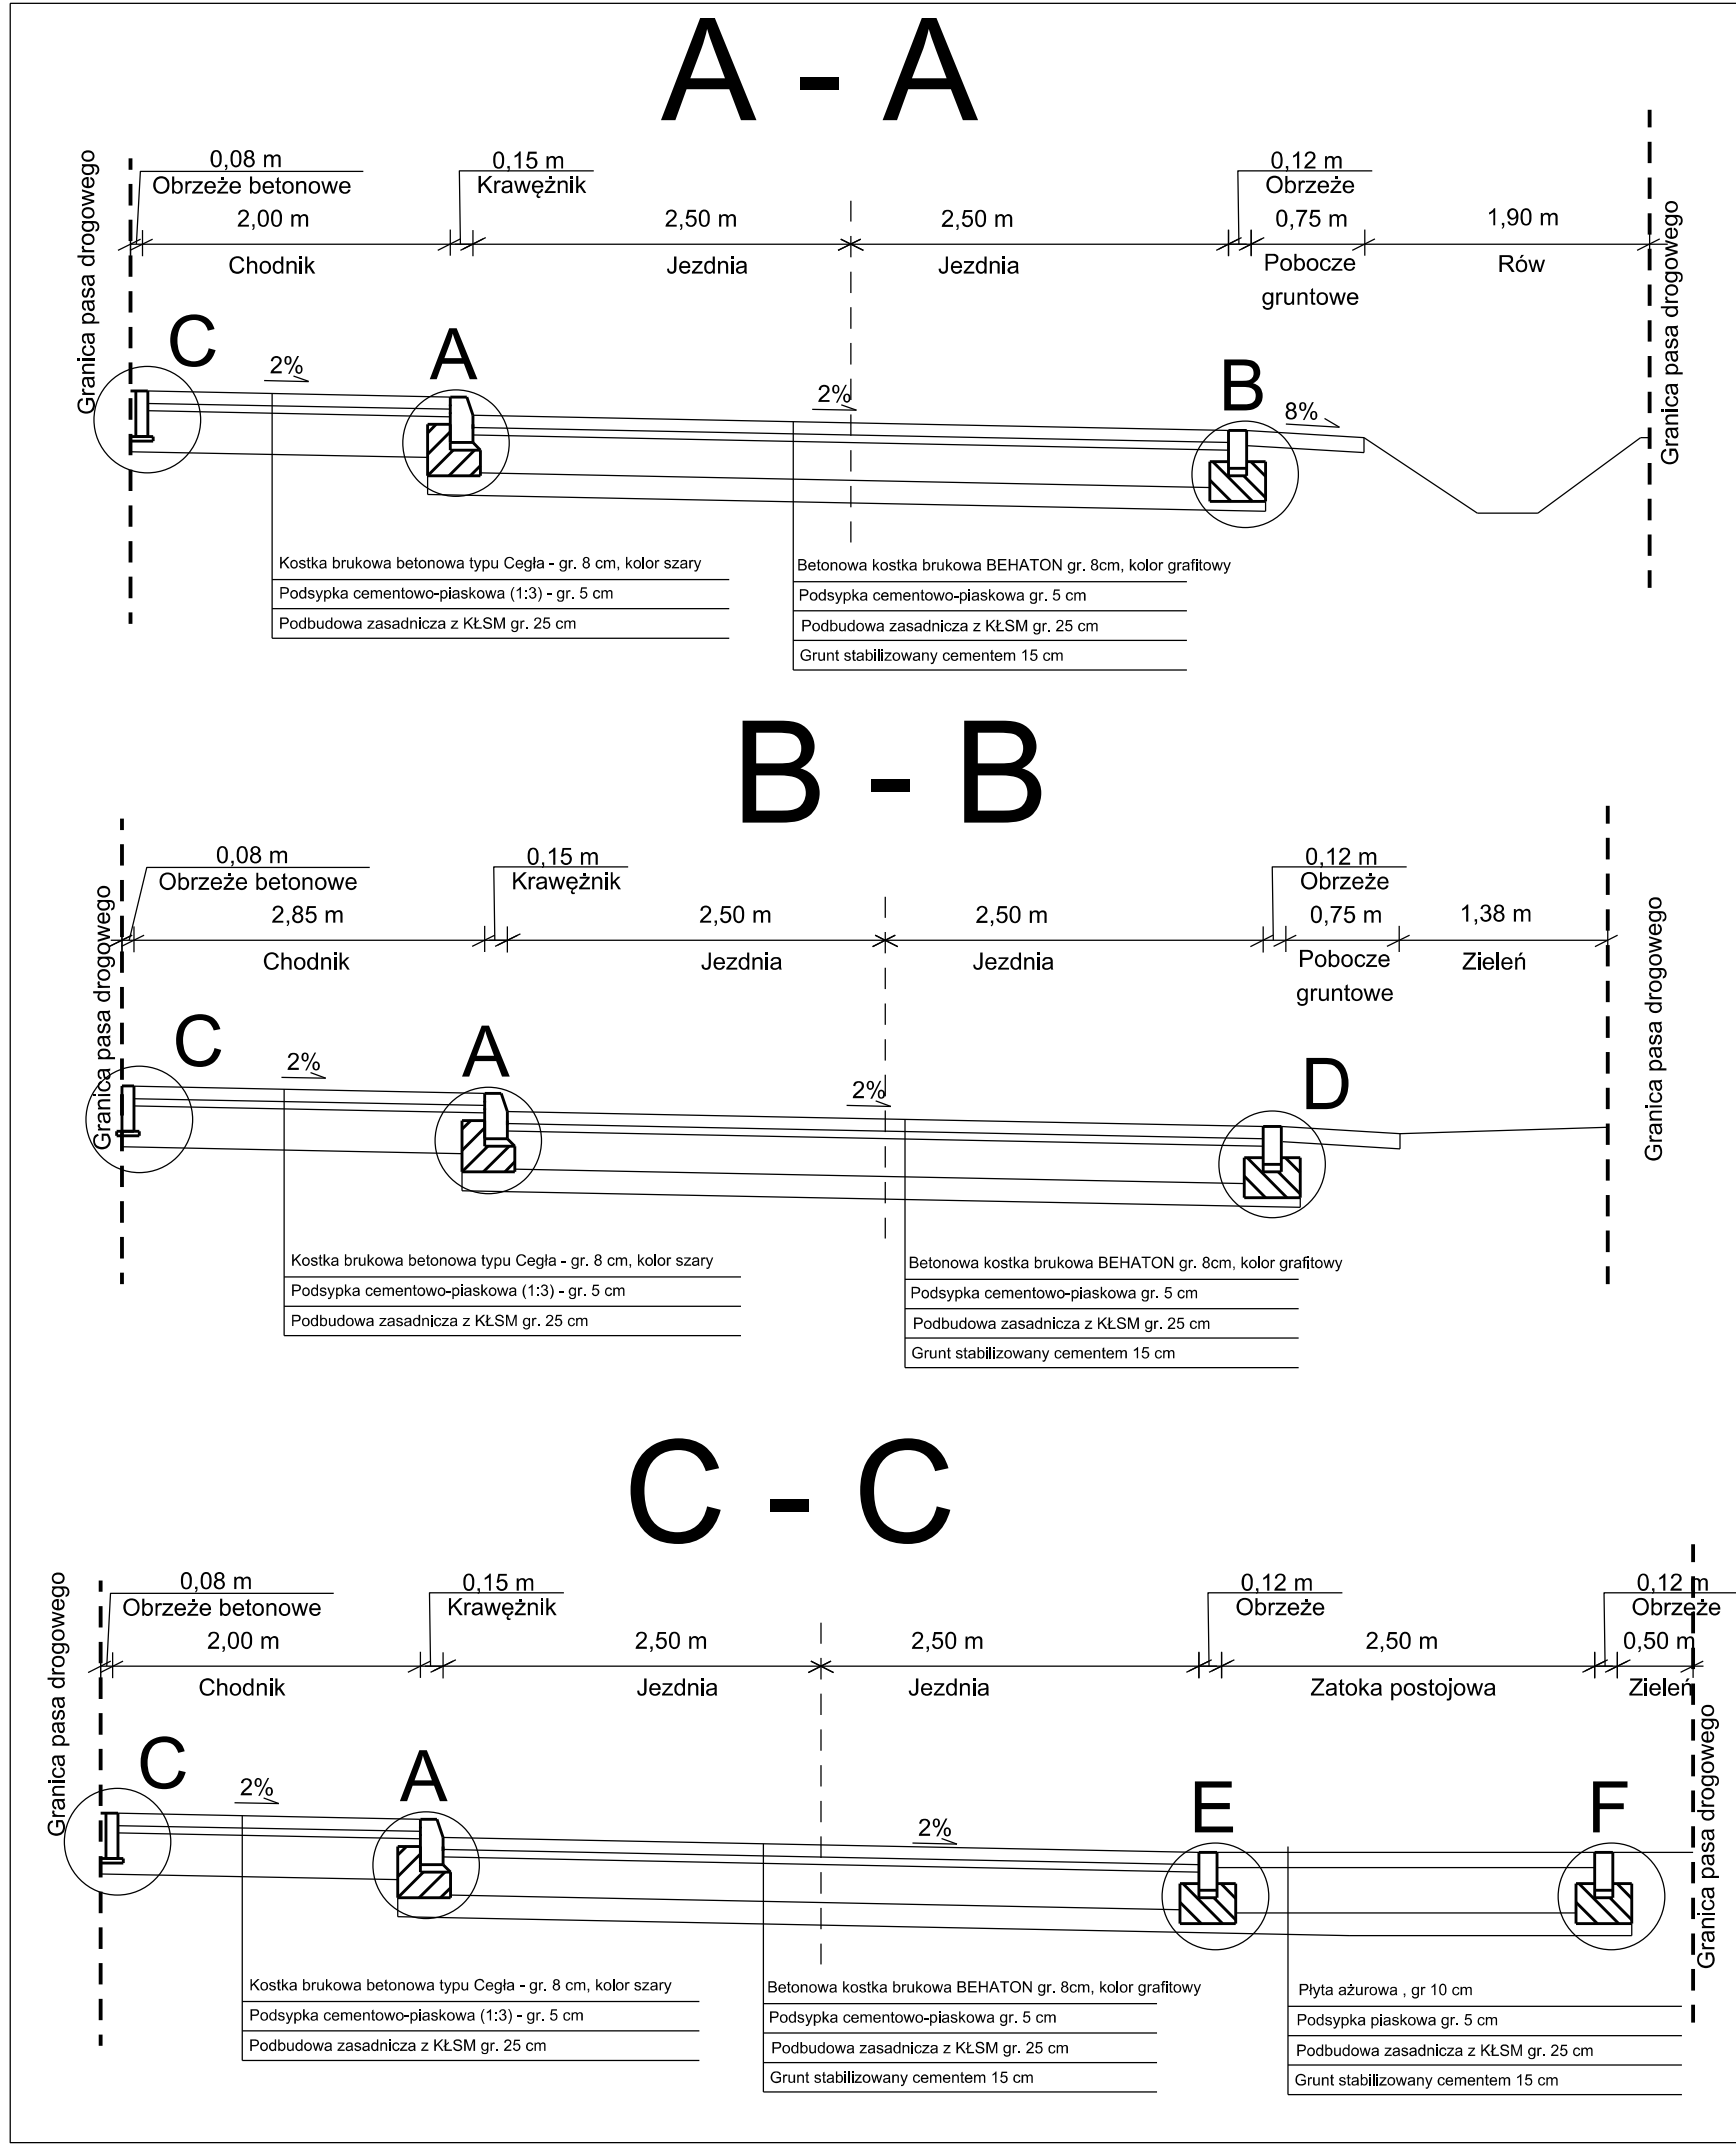 A - A
Granica pasa drogowego
0,08 m
Obrzeże betonowe
2,00 m
Chodnik
0,15 m
Krawężnik
2,50 m
Jezdnia
2,50 m
Jezdnia
0,12 m
Obrzeże
0,75 m
Pobocze
gruntowe
1,90 m
Rów
Granica pasa drogowego
C
2%
A
2%
B
8%
Kostka brukowa betonowa typu Cegła - gr. 8 cm, kolor szary
Podsypka cementowo-piaskowa (1:3) - gr. 5 cm
Podbudowa zasadnicza z KŁSM gr. 25 cm
Betonowa kostka brukowa BEHATON gr. 8cm, kolor grafitowy
Podsypka cementowo-piaskowa gr. 5 cm
Podbudowa zasadnicza z KŁSM gr. 25 cm
Grunt stabilizowany cementem 15 cm
B - B
Granica pasa drogowego
0,08 m
Obrzeże betonowe
2,85 m
Chodnik
0,15 m
Krawężnik
2,50 m
Jezdnia
2,50 m
Jezdnia
0,12 m
Obrzeże
0,75 m
Pobocze
gruntowe
1,38 m
Zieleń
Granica pasa drogowego
C
2%
A
2%
D
Kostka brukowa betonowa typu Cegła - gr. 8 cm, kolor szary
Podsypka cementowo-piaskowa (1:3) - gr. 5 cm
Podbudowa zasadnicza z KŁSM gr. 25 cm
Betonowa kostka brukowa BEHATON gr. 8cm, kolor grafitowy
Podsypka cementowo-piaskowa gr. 5 cm
Podbudowa zasadnicza z KŁSM gr. 25 cm
Grunt stabilizowany cementem 15 cm
C - C
Granica pasa drogowego
0,08 m
Obrzeże betonowe
2,00 m
Chodnik
0,15 m
Krawężnik
2,50 m
Jezdnia
2,50 m
Jezdnia
0,12 m
Obrzeże
2,50 m
Zatoka postojowa
0,12 m
Obrzeże
0,50 m
Zieleń
Granica pasa drogowego
C
2%
A
2%
E
F
Kostka brukowa betonowa typu Cegła - gr. 8 cm, kolor szary
Podsypka cementowo-piaskowa (1:3) - gr. 5 cm
Podbudowa zasadnicza z KŁSM gr. 25 cm
Betonowa kostka brukowa BEHATON gr. 8cm, kolor grafitowy
Podsypka cementowo-piaskowa gr. 5 cm
Podbudowa zasadnicza z KŁSM gr. 25 cm
Grunt stabilizowany cementem 15 cm
Płyta ażurowa , gr 10 cm
Podsypka piaskowa gr. 5 cm
Podbudowa zasadnicza z KŁSM gr. 25 cm
Grunt stabilizowany cementem 15 cm